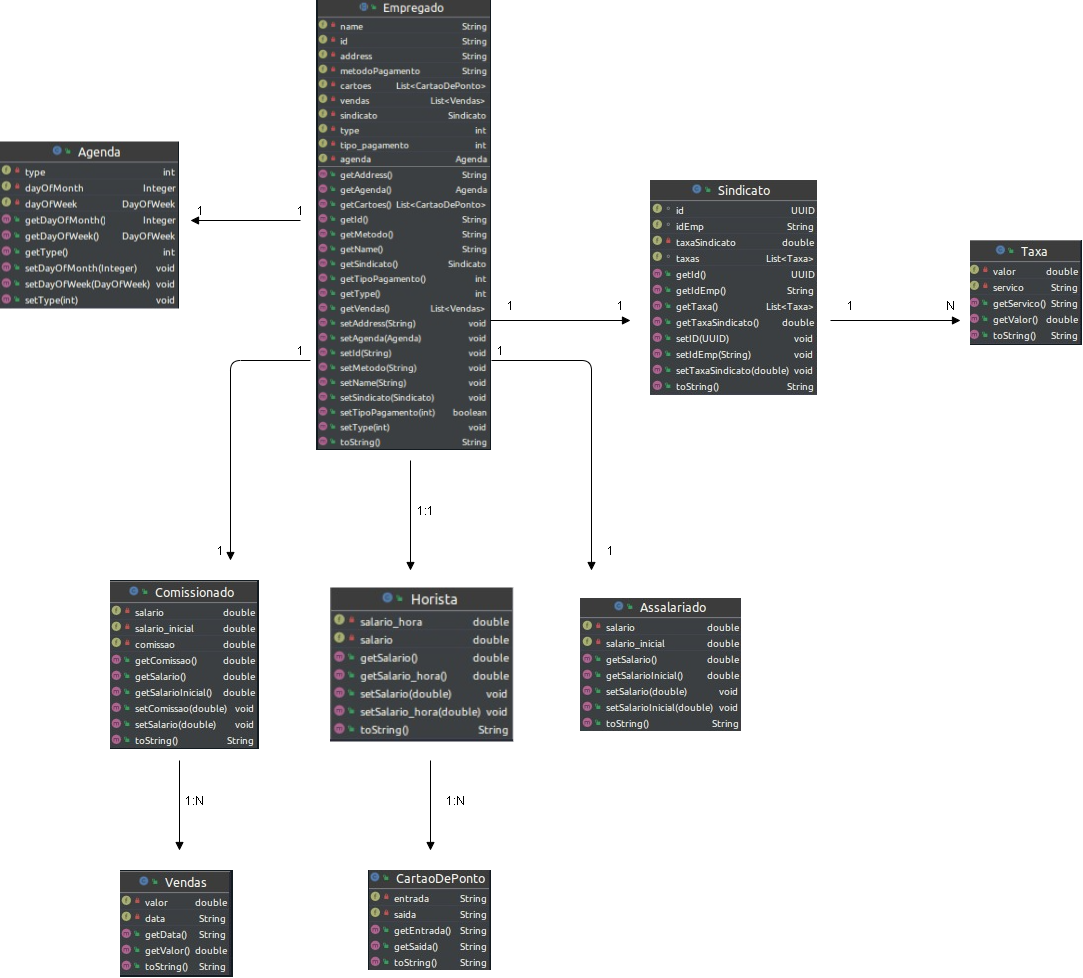 Empregado
name String
id String
address String
metodoPagamento String
cartoes List<CartaoDePonto>
vendas List<Vendas>
sindicato Sindicato
type int
tipo_pagamento int
agenda Agenda
getAddress() String
getAgenda() Agenda
getCartoes() List<CartaoDePonto>
getId() String
getMetodo() String
getName() String
getSindicato() Sindicato
getTipoPagamento() int
getType() int
getVendas() List<Vendas>
setAddress(String) void
setAgenda(Agenda) void
setId(String) void
setMetodo(String) void
setName(String) void
setSindicato(Sindicato) void
setTipoPagamento(int) boolean
setType(int) void
toString() String
Agenda
type int
dayOfMonth Integer
dayOfWeek DayOfWeek
getDayOfMonth() Integer
getDayOfWeek() DayOfWeek
getType() int
setDayOfMonth(Integer) void
setDayOfWeek(DayOfWeek) void
setType(int) void
1 1
Sindicato
id UUID
idEmp String
taxaSindicato double
taxas List<Taxa>
getId() UUID
getIdEmp() String
getTaxa() List<Taxa>
getTaxaSindicato() double
setID(UUID) void
setIdEmp(String) void
setTaxaSindicato(double) void
toString() String
1 1
Taxa
valor double
servico String
getServico() String
getValor() double
toString() String
1 N
1 1
1:1
1 1
Comissionado
salario double
salario_inicial double
comissao double
getComissao() double
getSalario() double
getSalarioInicial() double
setComissao(double) void
setSalario(double) void
toString() String
Horista
salario_hora double
salario double
getSalario() double
getSalario_hora() double
setSalario(double) void
setSalario_hora(double) void
toString() String
Assalariado
salario double
salario_inicial double
getSalario() double
getSalarioInicial() double
setSalario(double) void
setSalarioInicial(double) void
toString() String
1:N
1:N
Vendas
valor double
data String
getData() String
getValor() double
toString() String
CartaoDePonto
entrada String
saida String
getEntrada() String
getSaida() String
toString() String